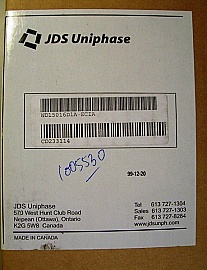 JDS Uniphase
WD15016D1A-ECIA
CD233114
99-12-20
1005530
JDS Uniphase
570 West Hunt Club Road
Nepean (Ottawa), Ontario
K2G 5W8 Canada
MADE IN CANADA
Tel 613 727-1304
Sales 613 727-1303
Fax 613 727-8284
www.jdsunph.com